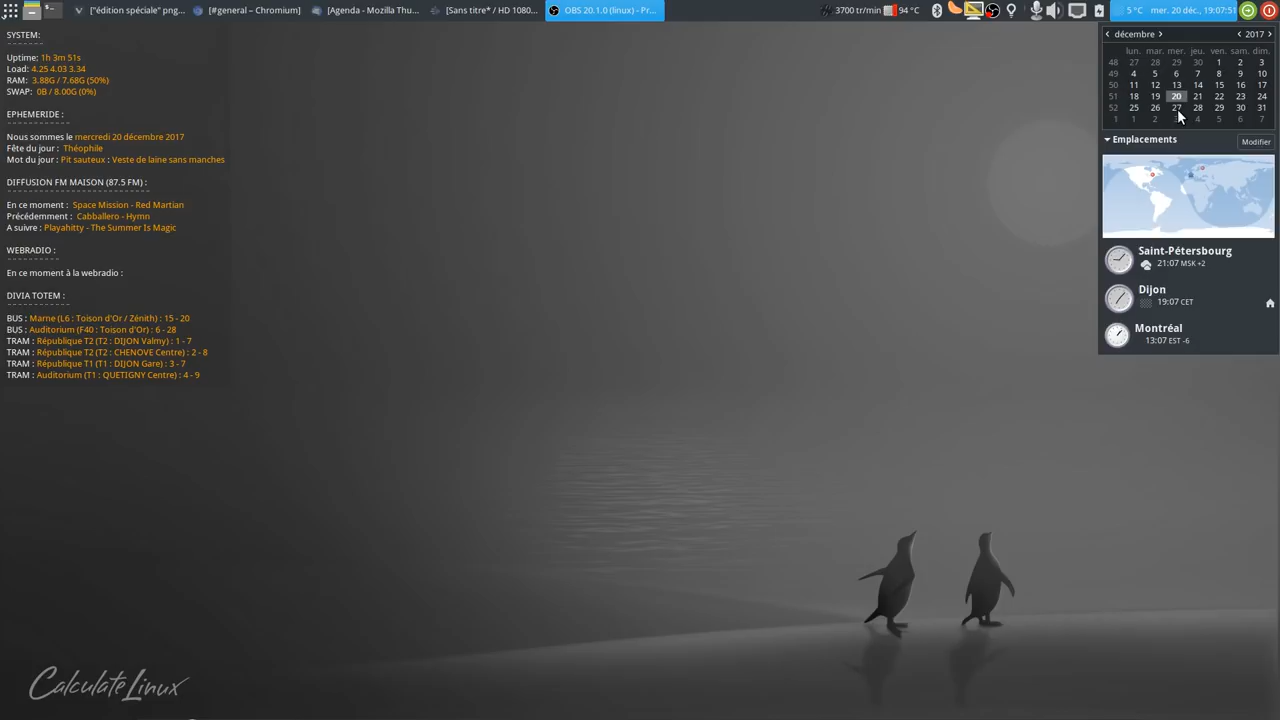 ["édition spéciale" png...
[#general – Chromium]
[Agenda - Mozilla Thu...
[Sans titre* / HD 1080...
OBS 20.1.0 (linux) - Pr...
3700 tr/min
94 °C
5 °C
mer. 20 déc., 19:07:51
SYSTEM:
Uptime: 1h 3m 51s
Load: 4.25 4.03 3.34
RAM: 3.88G / 7.68G (50%)
SWAP: 0B / 8.00G (0%)
EPHEMERIDE :
Nous sommes le mercredi 20 décembre 2017
Fête du jour : Théophile
Mot du jour : Pit sauteux : Veste de laine sans manches
DIFFUSION FM MAISON (87.5 FM) :
En ce moment : Space Mission - Red Martian
Précédemment : Cabballero - Hymn
A suivre : Playahitty - The Summer Is Magic
WEBRADIO :
En ce moment à la webradio :
DIVIA TOTEM :
BUS : Marne (L6 : Toison d'Or / Zénith) : 15 - 20
BUS : Auditorium (F40 : Toison d'Or) : 6 - 28
TRAM : République T2 (T2 : DIJON Valmy) : 1 - 7
TRAM : République T2 (T2 : CHENOVE Centre) : 2 - 8
TRAM : République T1 (T1 : DIJON Gare) : 3 - 7
TRAM : Auditorium (T1 : QUETIGNY Centre) : 4 - 9
décembre
2017
lun. mar. mer. jeu. ven. sam. dim.
48 27 28 29 30 1 2 3
49 4 5 6 7 8 9 10
50 11 12 13 14 15 16 17
51 18 19 20 21 22 23 24
52 25 26 27 28 29 30 31
1 1 2 4 5 6 7
Emplacements
Modifier
Saint-Pétersbourg
21:07 MSK +2
Dijon
19:07 CET
Montréal
13:07 EST -6
Calculate Linux